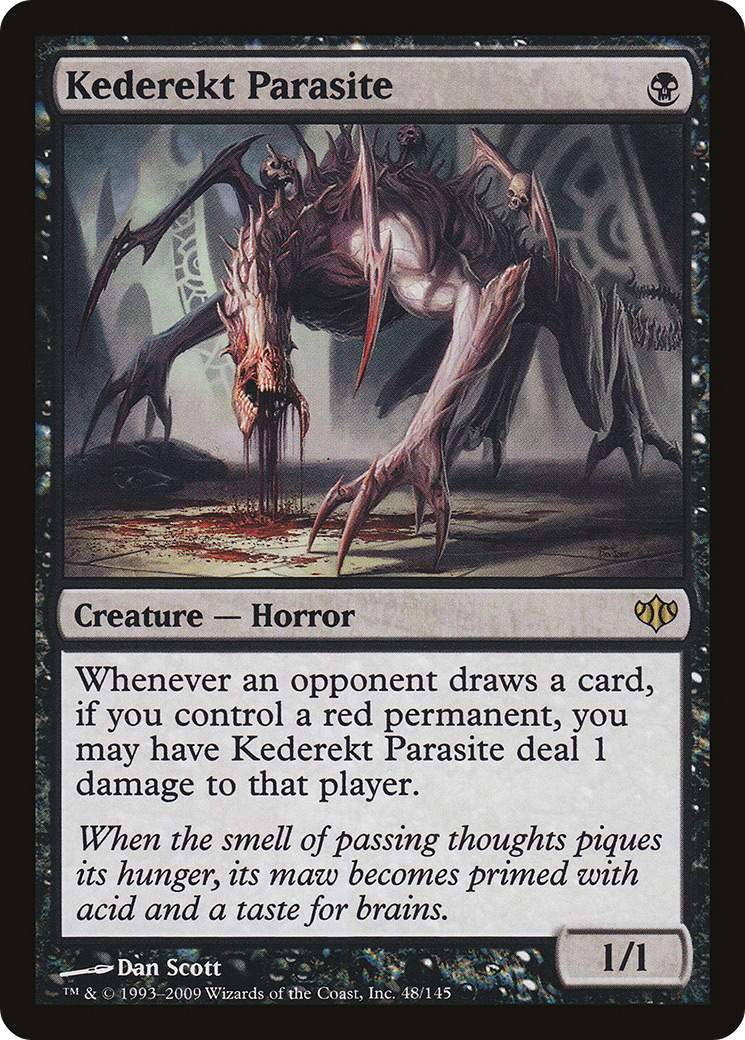 Kederekt Parasite
Creature — Horror
Whenever an opponent draws a card,
if you control a red permanent, you
may have Kederekt Parasite deal 1
damage to that player.
When the smell of passing thoughts piques
its hunger, its maw becomes primed with
acid and a taste for brains.
1/1
Dan Scott
™ & © 1993–2009 Wizards of the Coast, Inc. 48/145